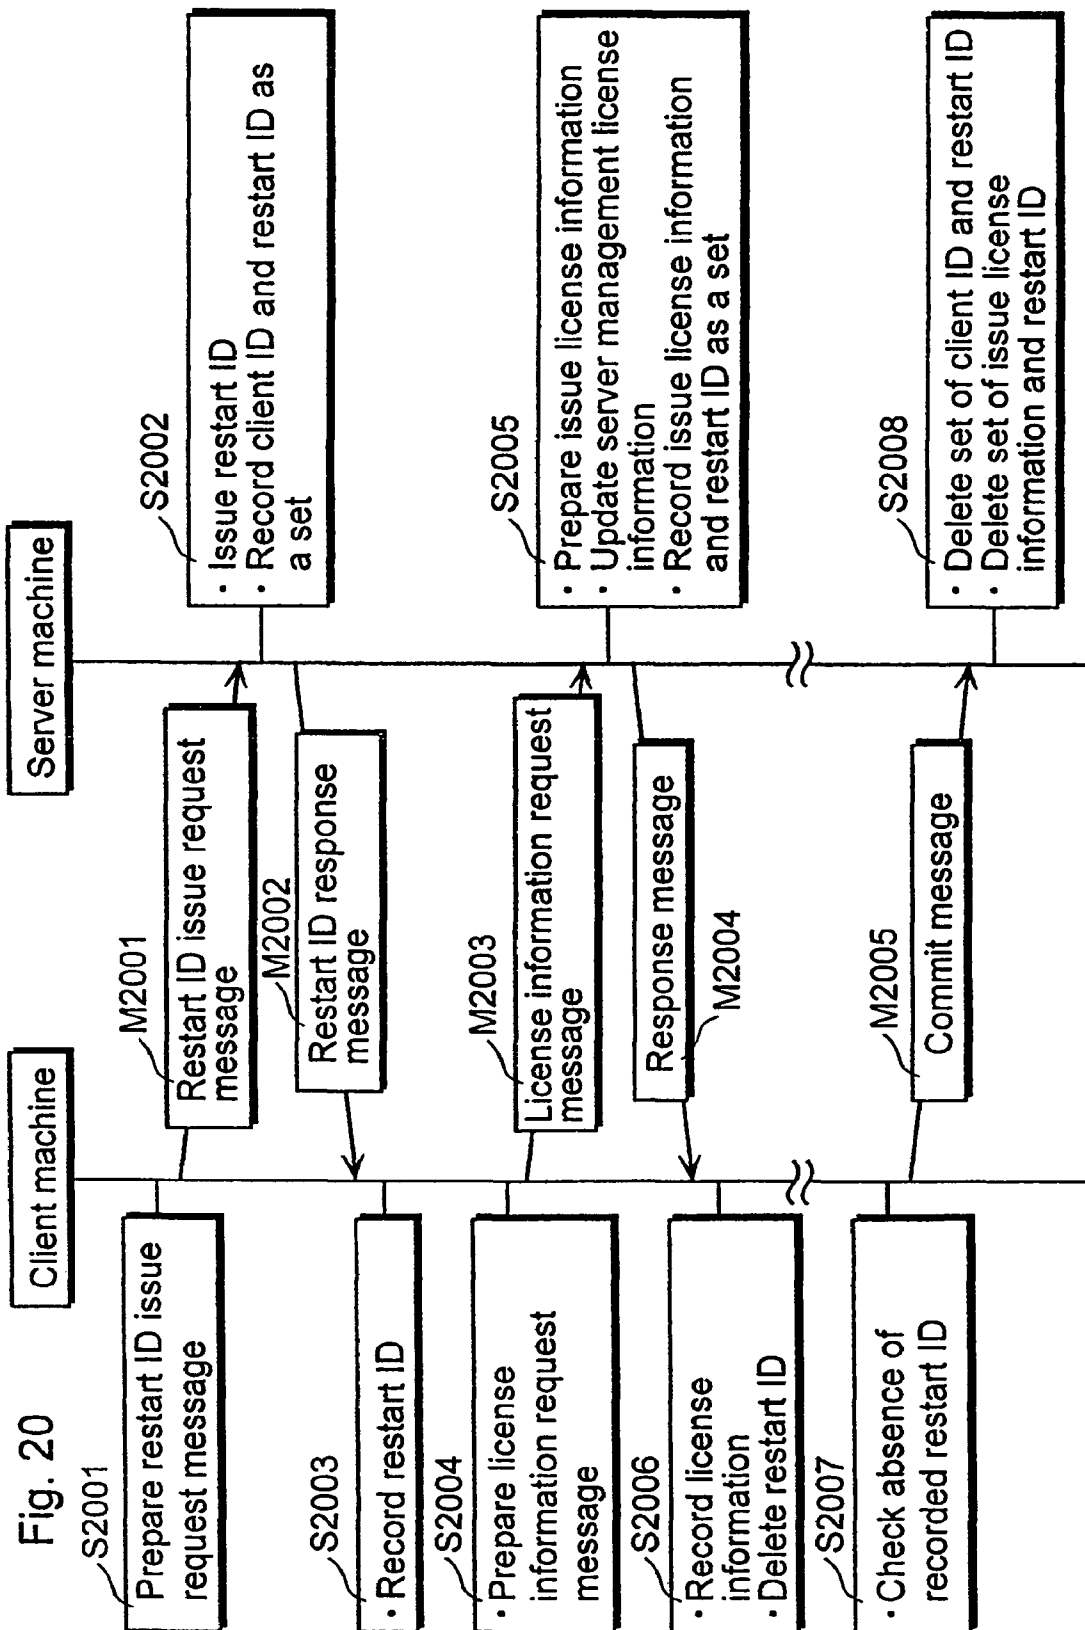 Fig. 20
Client machine
Server machine
S2001
Prepare restart ID issue
request message
M2001
Restart ID issue request
message
S2002
· Issue restart ID
· Record client ID and restart ID as
a set
M2002
Restart ID response
message
S2003
· Record restart ID
S2004
· Prepare license
information request
message
M2003
License information request
message
S2005
· Prepare issue license information
· Update server management license
information
· Record issue license information
and restart ID as a set
Response message
M2004
S2006
· Record license
information
· Delete restart ID
S2007
· Check absence of
recorded restart ID
M2005
Commit message
S2008
· Delete set of client ID and restart ID
· Delete set of issue license
information and restart ID